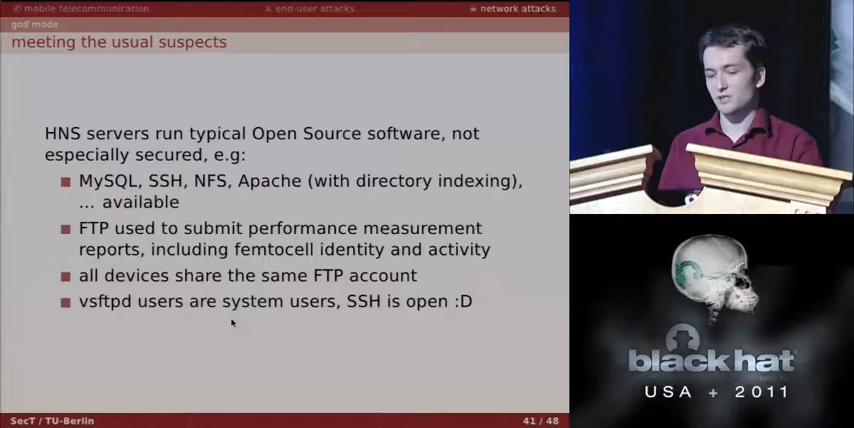 mobile telecommunication
end-user attacks
network attacks
god mode
meeting the usual suspects
HNS servers run typical Open Source software, not
especially secured, e.g:
MySQL, SSH, NFS, Apache (with directory indexing),
... available
FTP used to submit performance measurement
reports, including femtocell identity and activity
all devices share the same FTP account
vsftpd users are system users, SSH is open :D
SecT / TU-Berlin
41 / 48
black hat
USA + 2011